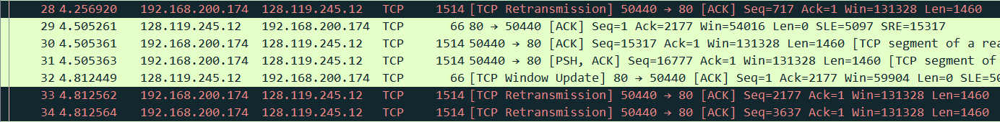 28 4.256920 192.168.200.174 128.119.245.12 TCP 1514 [TCP Retransmission] 50440 → 80 [ACK] Seq=717 Ack=1 Win=131328 Len=1460
29 4.505261 128.119.245.12 192.168.200.174 TCP 66 80 → 50440 [ACK] Seq=1 Ack=2177 Win=54016 Len=0 SLE=5097 SRE=15317
30 4.505361 192.168.200.174 128.119.245.12 TCP 1514 50440 → 80 [ACK] Seq=15317 Ack=1 Win=131328 Len=1460 [TCP segment of a rea
31 4.505363 192.168.200.174 128.119.245.12 TCP 1514 50440 → 80 [PSH, ACK] Seq=16777 Ack=1 Win=131328 Len=1460 [TCP segment of
32 4.812449 128.119.245.12 192.168.200.174 TCP 66 [TCP Window Update] 80 → 50440 [ACK] Seq=1 Ack=2177 Win=59904 Len=0 SLE=50
33 4.812562 192.168.200.174 128.119.245.12 TCP 1514 [TCP Retransmission] 50440 → 80 [ACK] Seq=2177 Ack=1 Win=131328 Len=1460
34 4.812564 192.168.200.174 128.119.245.12 TCP 1514 [TCP Retransmission] 50440 → 80 [ACK] Seq=3637 Ack=1 Win=131328 Len=1460